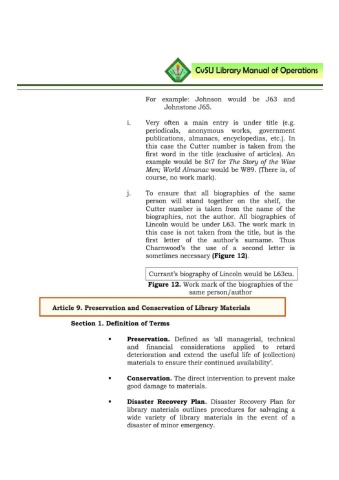 CvSU Library Manual of Operations
For example: Johnson would be J63 and
Johnstone J65.
i. Very often a main entry is under title (e.g.
periodicals, anonymous works, government
publications, almanacs, encyclopedias, etc.). In
this case the Cutter number is taken from the
first word in the title (exclusive of articles). An
example would be St7 for The Story of the Wise
Men; World Almanac would be W89. (There is, of
course, no work mark).
j. To ensure that all biographies of the same
person will stand together on the shelf, the
Cutter number is taken from the name of the
biographies, not the author. All biographies of
Lincoln would be under L63. The work mark in
this case is not taken from the title, but is the
first letter of the author's surname. Thus
Charnwood's the use of a second letter is
sometimes necessary (Figure 12).
Currant's biography of Lincoln would be L63cu.
Figure 12. Work mark of the biographies of the
same person/author
Article 9. Preservation and Conservation of Library Materials
Section 1. Definition of Terms
• Preservation. Defined as 'all managerial, technical
and financial considerations applied to retard
deterioration and extend the useful life of (collection)
materials to ensure their continued availability'.
• Conservation. The direct intervention to prevent make
good damage to materials.
• Disaster Recovery Plan. Disaster Recovery Plan for
library materials outlines procedures for salvaging a
wide variety of library materials in the event of a
disaster of minor emergency.